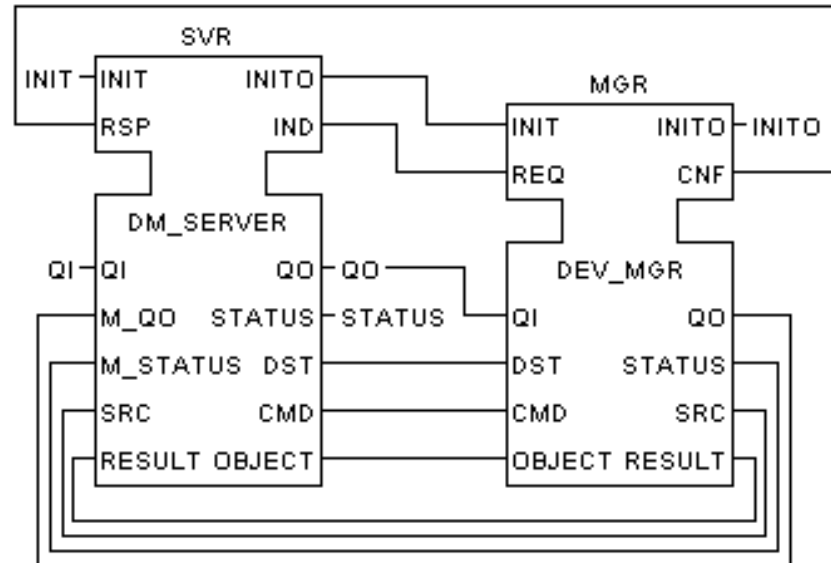 SVR
MGR
INIT INIT INITO
RSP IND
INIT INITO INITO
REQ CNF
DM_SERVER
DEV_MGR
QI QI QO QO
M_QO STATUS STATUS
M_STATUS DST
SRC CMD
RESULT OBJECT
QI QO
DST STATUS
CMD SRC
OBJECT RESULT